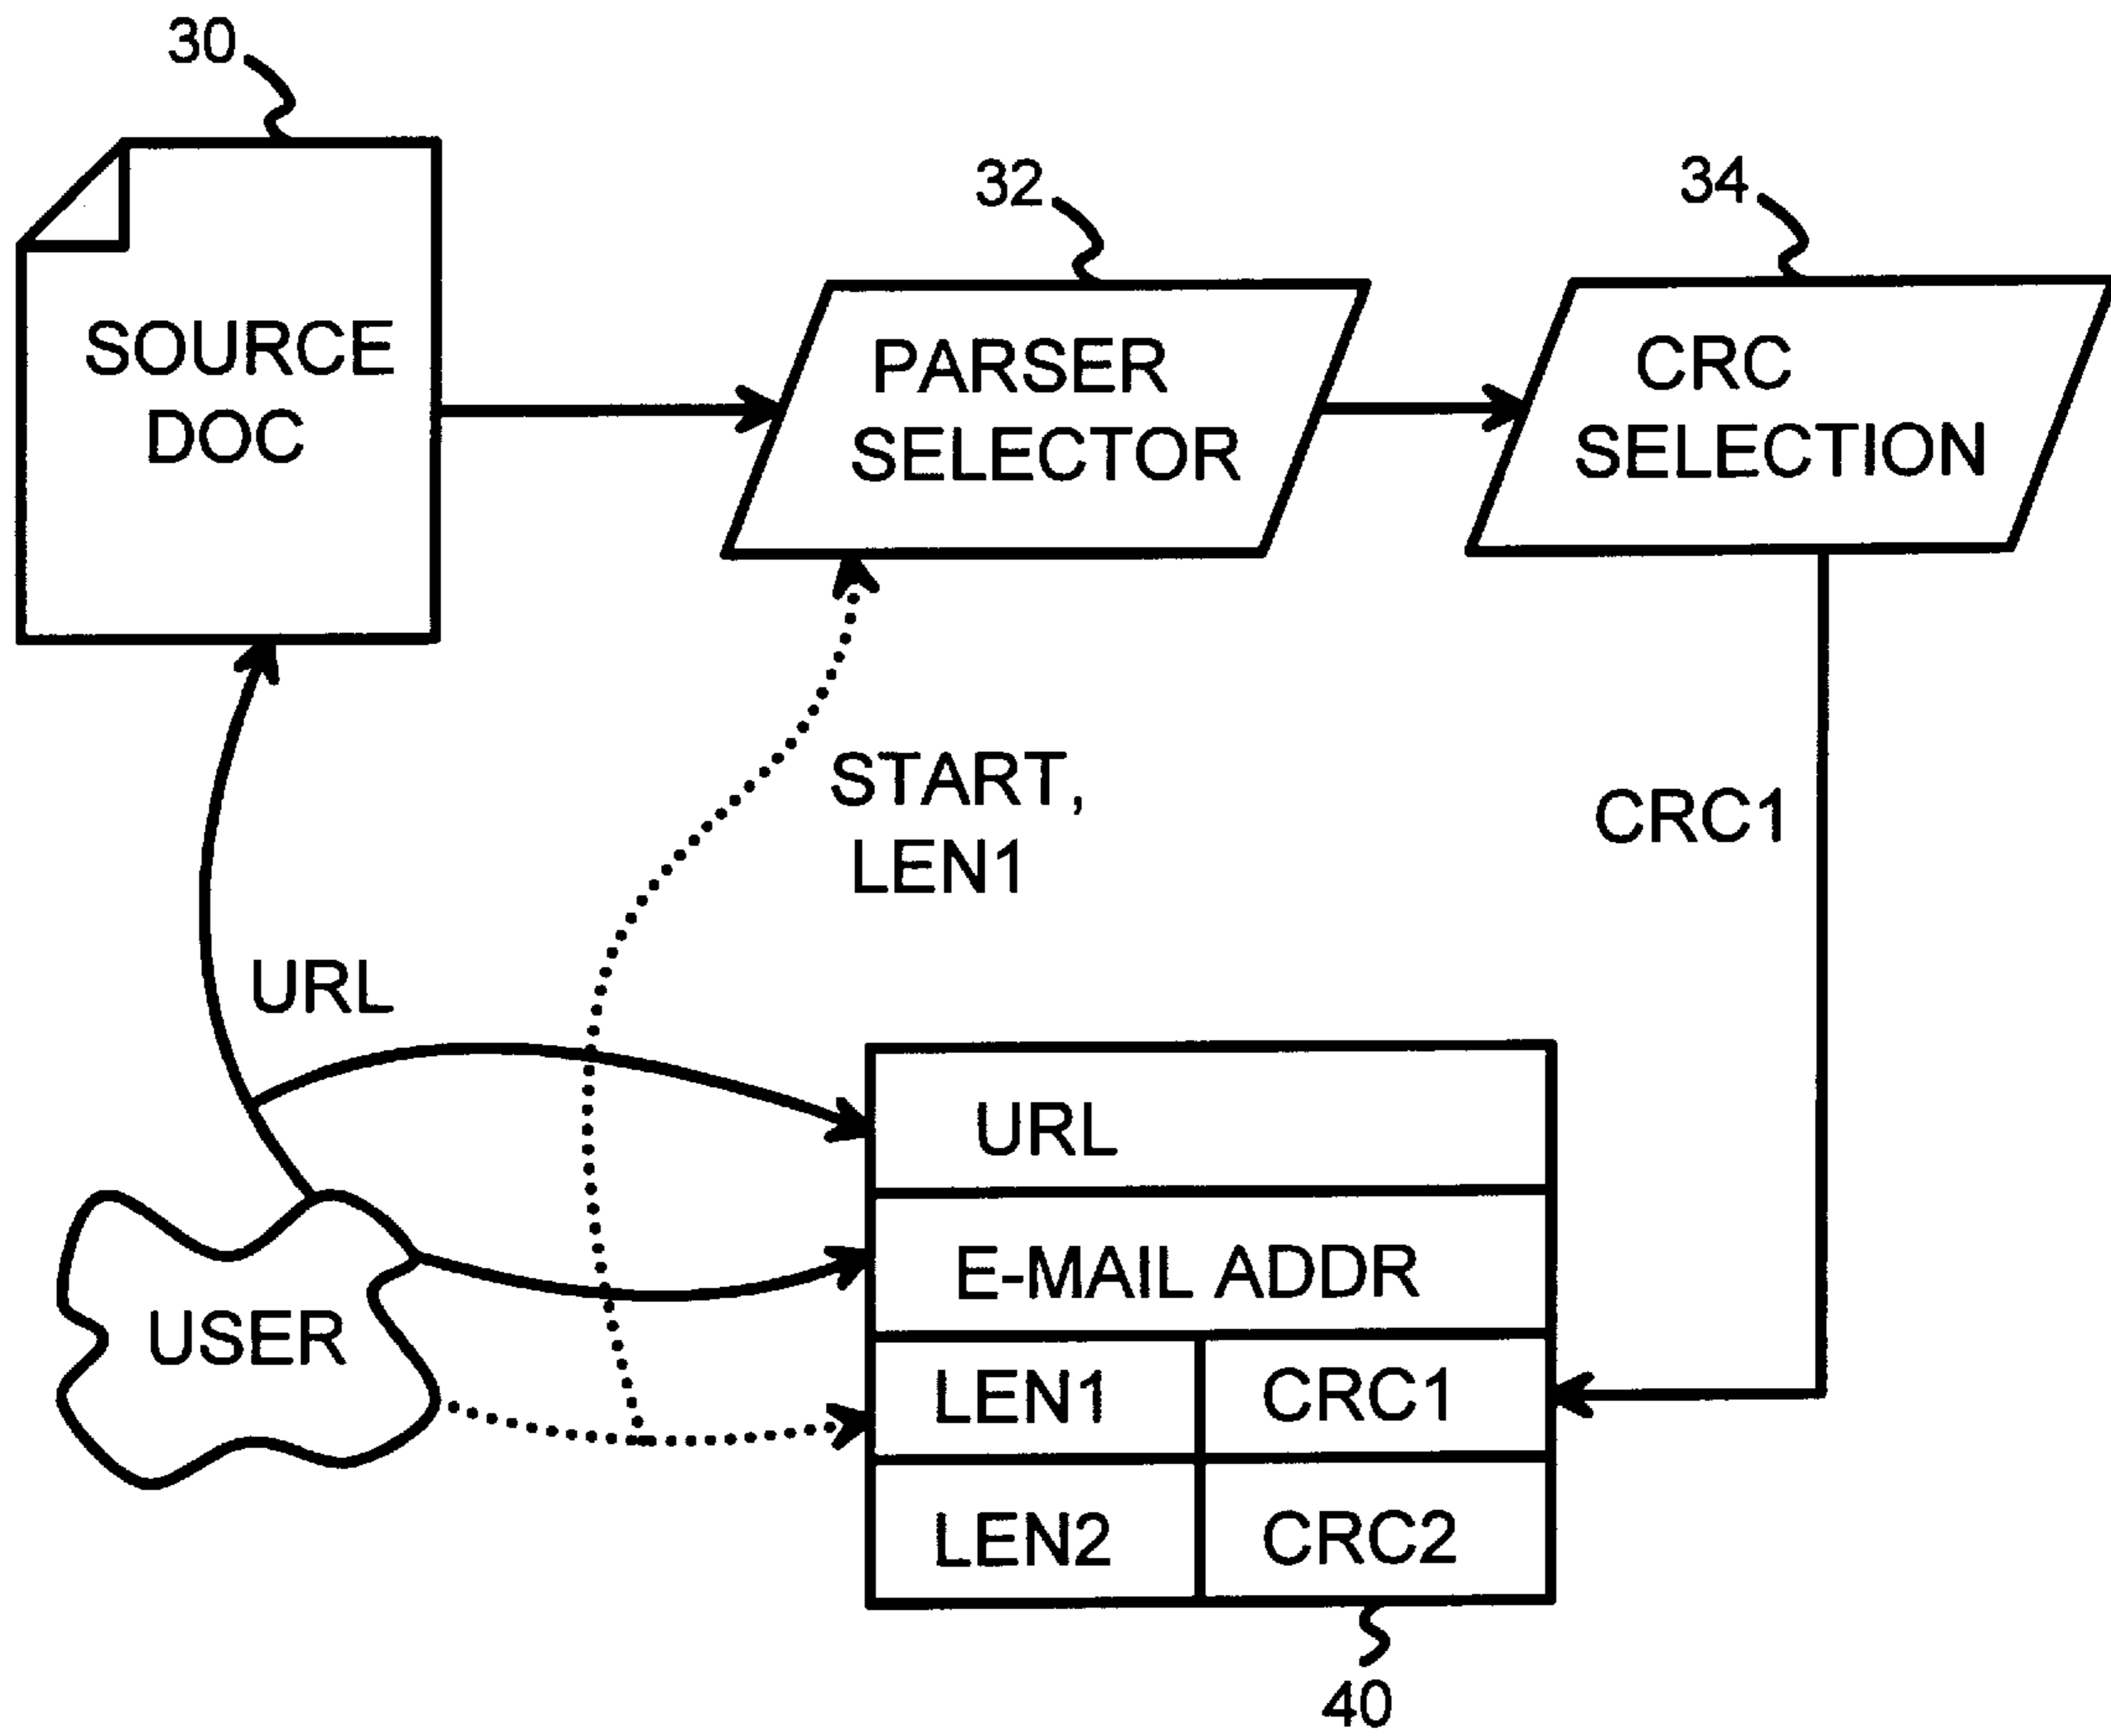 30
32
34
SOURCE
DOC
PARSER
SELECTOR
CRC
SELECTION
START,
LEN1
CRC1
URL
URL
E-MAIL ADDR
USER
LEN1
CRC1
LEN2
CRC2
40